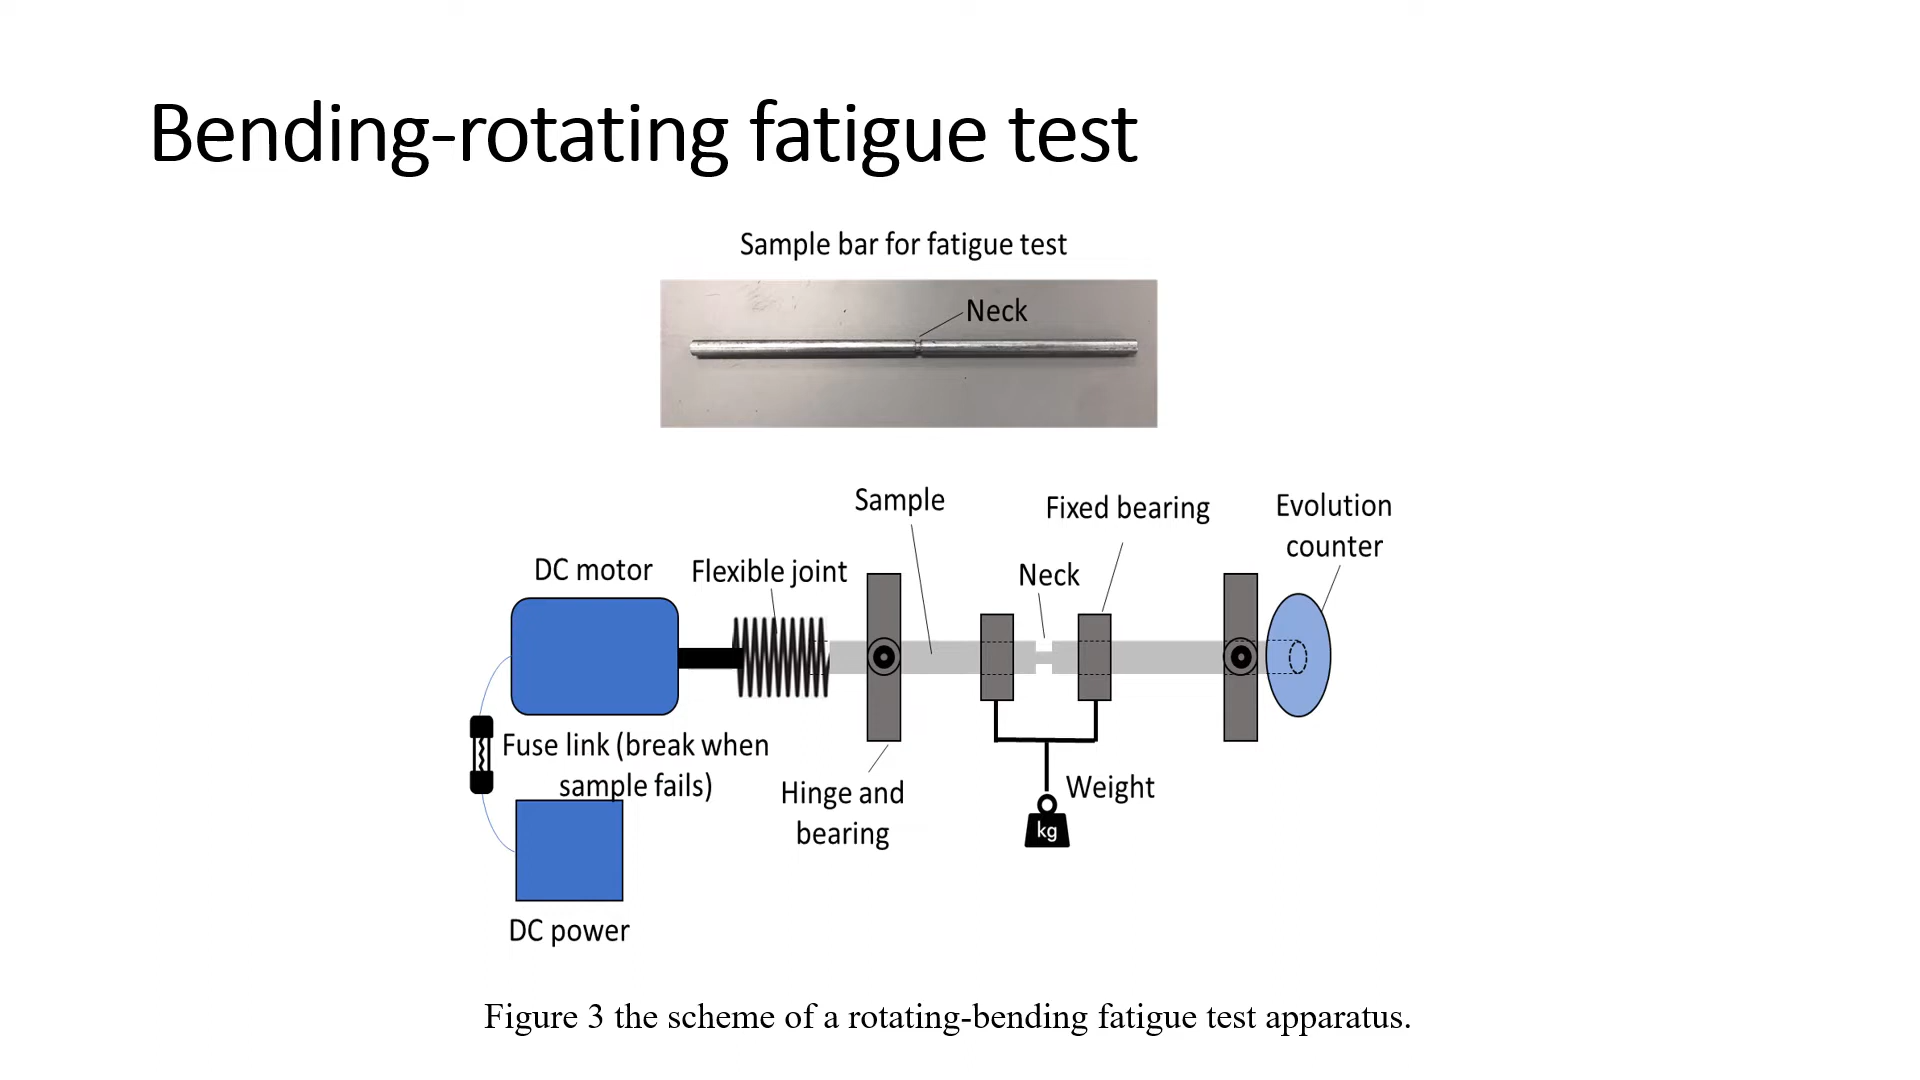 Bending-rotating fatigue test
Sample bar for fatigue test
Neck
Sample
Fixed bearing
Evolution
counter
DC motor
Flexible joint
Neck
Fuse link (break when
sample fails)
Hinge and
bearing
Weight
kg
DC power
Figure 3 the scheme of a rotating-bending fatigue test apparatus.